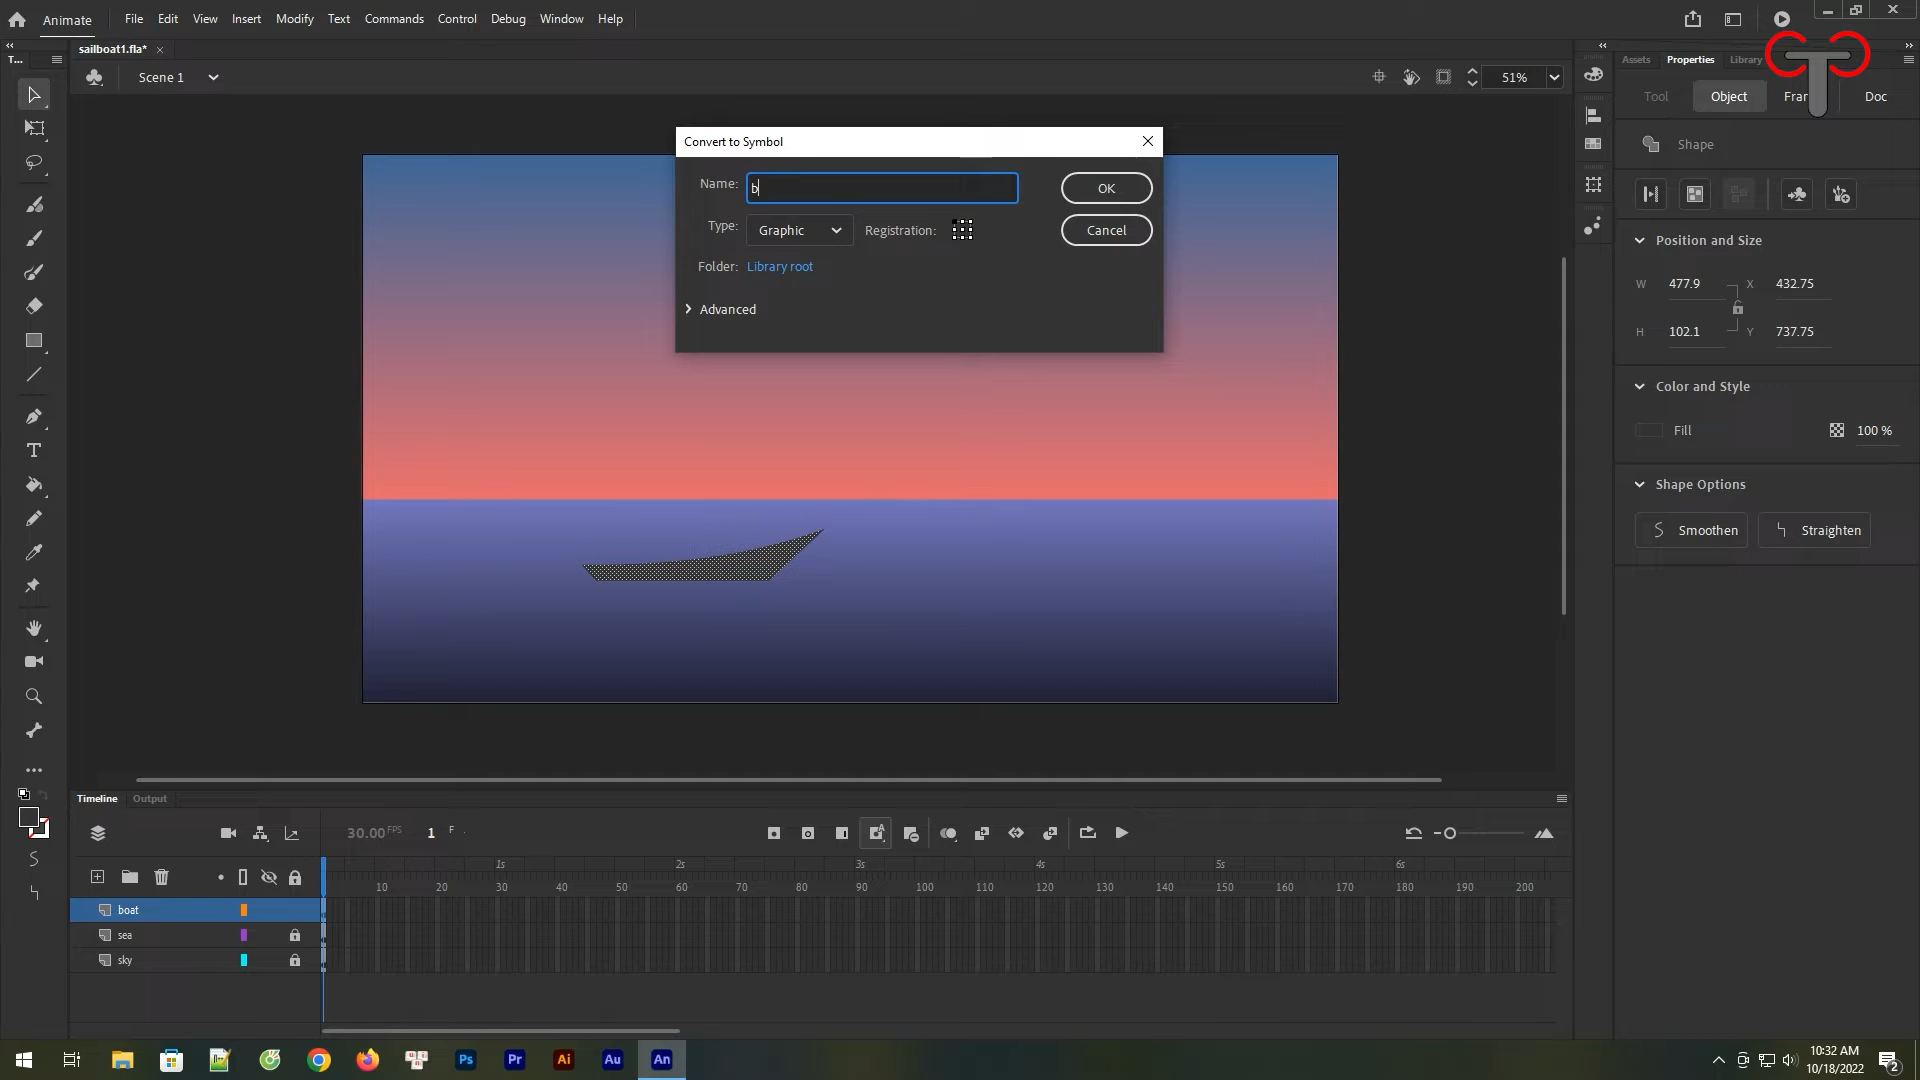 Animate File Edit View Insert Modify Text Commands Control Debug Window Help
sailboat1.fla*
T... Assets Properties Library
Scene 1 51%
Tool Object Doc
Convert to Symbol
Shape
Name: b OK
Type: Graphic Registration: Cancel
Folder: Library root
Advanced
Position and Size
W 477.9 X 432.75
H 102.1 Y 737.75
Color and Style
Fill 100 %
Shape Options
Smoothen Straighten
Timeline Output
30.00 FPS 1 F
1s 2s 3s 4s 5s 6s
10 20 30 40 50 60 70 80 90 100 110 120 130 140 150 160 170 180 190 200
boat
sea
sky
Ps Pr Ai Au An
10:32 AM
10/18/2022 2